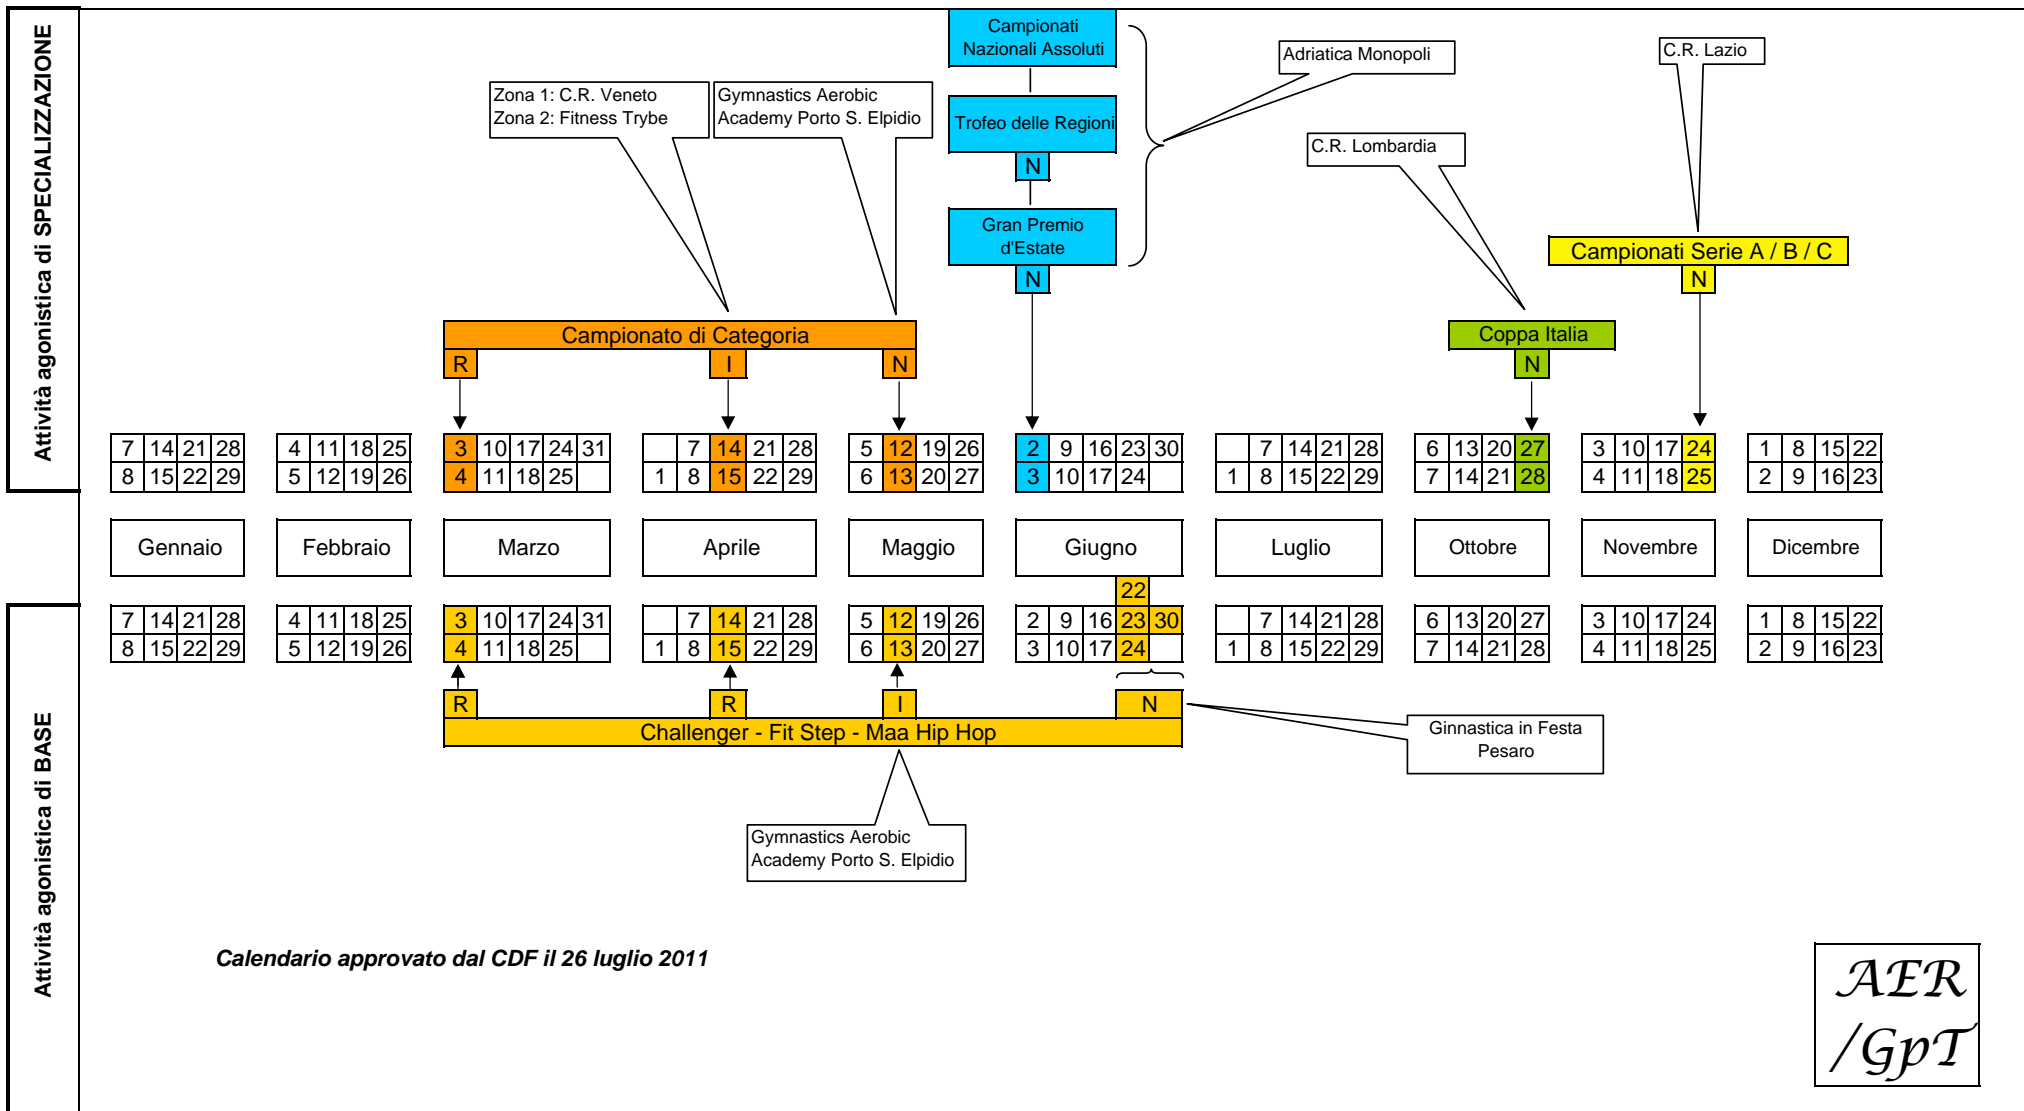 Attività agonistica di SPECIALIZZAZIONE
Campionati
Nazionali Assoluti
Trofeo delle Regioni
N
Gran Premio
d'Estate
N
Adriatica Monopoli
C.R. Lazio
Zona 1: C.R. Veneto
Zona 2: Fitness Trybe
Gymnastics Aerobic
Academy Porto S. Elpidio
C.R. Lombardia
Campionati Serie A / B / C
N
Campionato di Categoria
R I N
Coppa Italia
N
7 14 21 28 4 11 18 25 3 10 17 24 31 7 14 21 28 5 12 19 26 2 9 16 23 30 7 14 21 28 6 13 20 27 3 10 17 24 1 8 15 22
8 15 22 29 5 12 19 26 4 11 18 25 1 8 15 22 29 6 13 20 27 3 10 17 24 1 8 15 22 29 7 14 21 28 4 11 18 25 2 9 16 23
Gennaio Febbraio Marzo Aprile Maggio Giugno Luglio Ottobre Novembre Dicembre
Attività agonistica di BASE
22
7 14 21 28 4 11 18 25 3 10 17 24 31 7 14 21 28 5 12 19 26 2 9 16 23 30 7 14 21 28 6 13 20 27 3 10 17 24 1 8 15 22
8 15 22 29 5 12 19 26 4 11 18 25 1 8 15 22 29 6 13 20 27 3 10 17 24 1 8 15 22 29 7 14 21 28 4 11 18 25 2 9 16 23
R R I N
Challenger - Fit Step - Maa Hip Hop
Ginnastica in Festa
Pesaro
Gymnastics Aerobic
Academy Porto S. Elpidio
Calendario approvato dal CDF il 26 luglio 2011
AER
/GpT